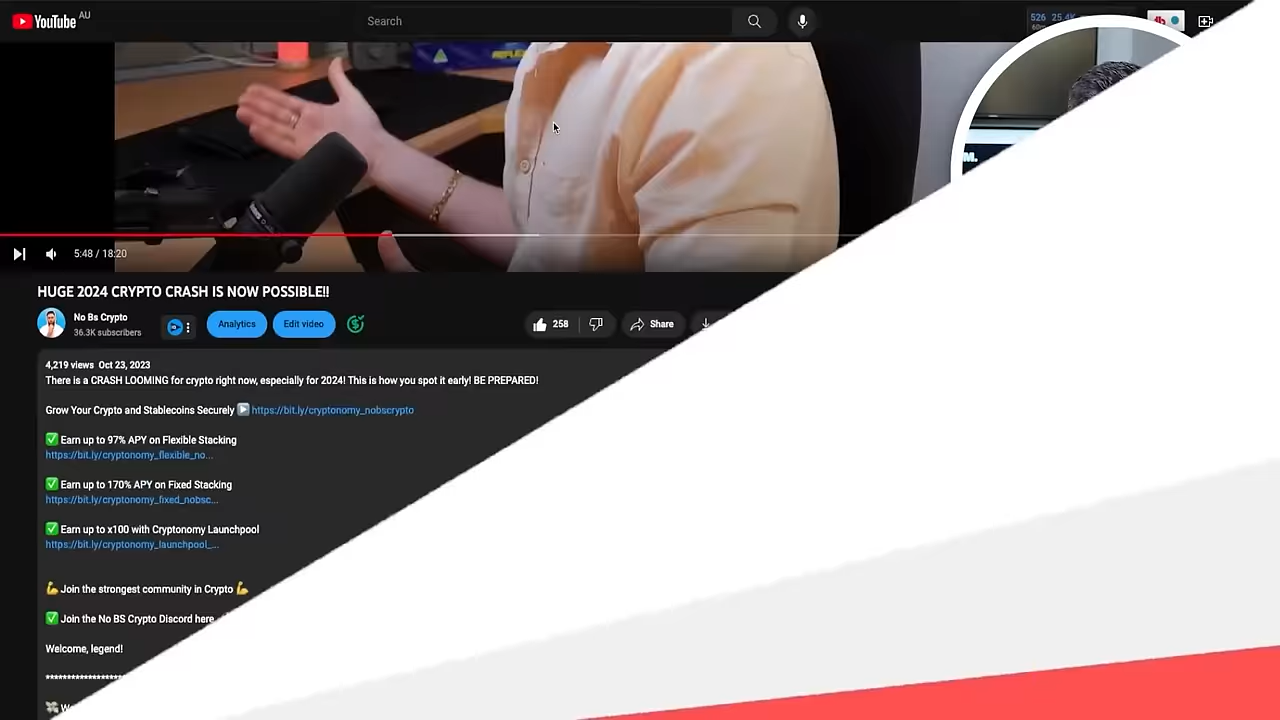 YouTube AU
Search
526 25.4K
5:48 / 18:20
HUGE 2024 CRYPTO CRASH IS NOW POSSIBLE!!
No Bs Crypto
36.3K subscribers
Analytics
Edit video
258
Share
4,219 views Oct 23, 2023
There is a CRASH LOOMING for crypto right now, especially for 2024! This is how you spot it early! BE PREPARED!
Grow Your Crypto and Stablecoins Securely ▶️ https://bit.ly/cryptonomy_nobscrypto
✅ Earn up to 97% APY on Flexible Stacking
https://bit.ly/cryptonomy_flexible_no...
✅ Earn up to 170% APY on Fixed Stacking
https://bit.ly/cryptonomy_fixed_nobsc...
✅ Earn up to x100 with Cryptonomy Launchpool
https://bit.ly/cryptonomy_launchpool_...
💪 Join the strongest community in Crypto 💪
✅ Join the No BS Crypto Discord here
Welcome, legend!